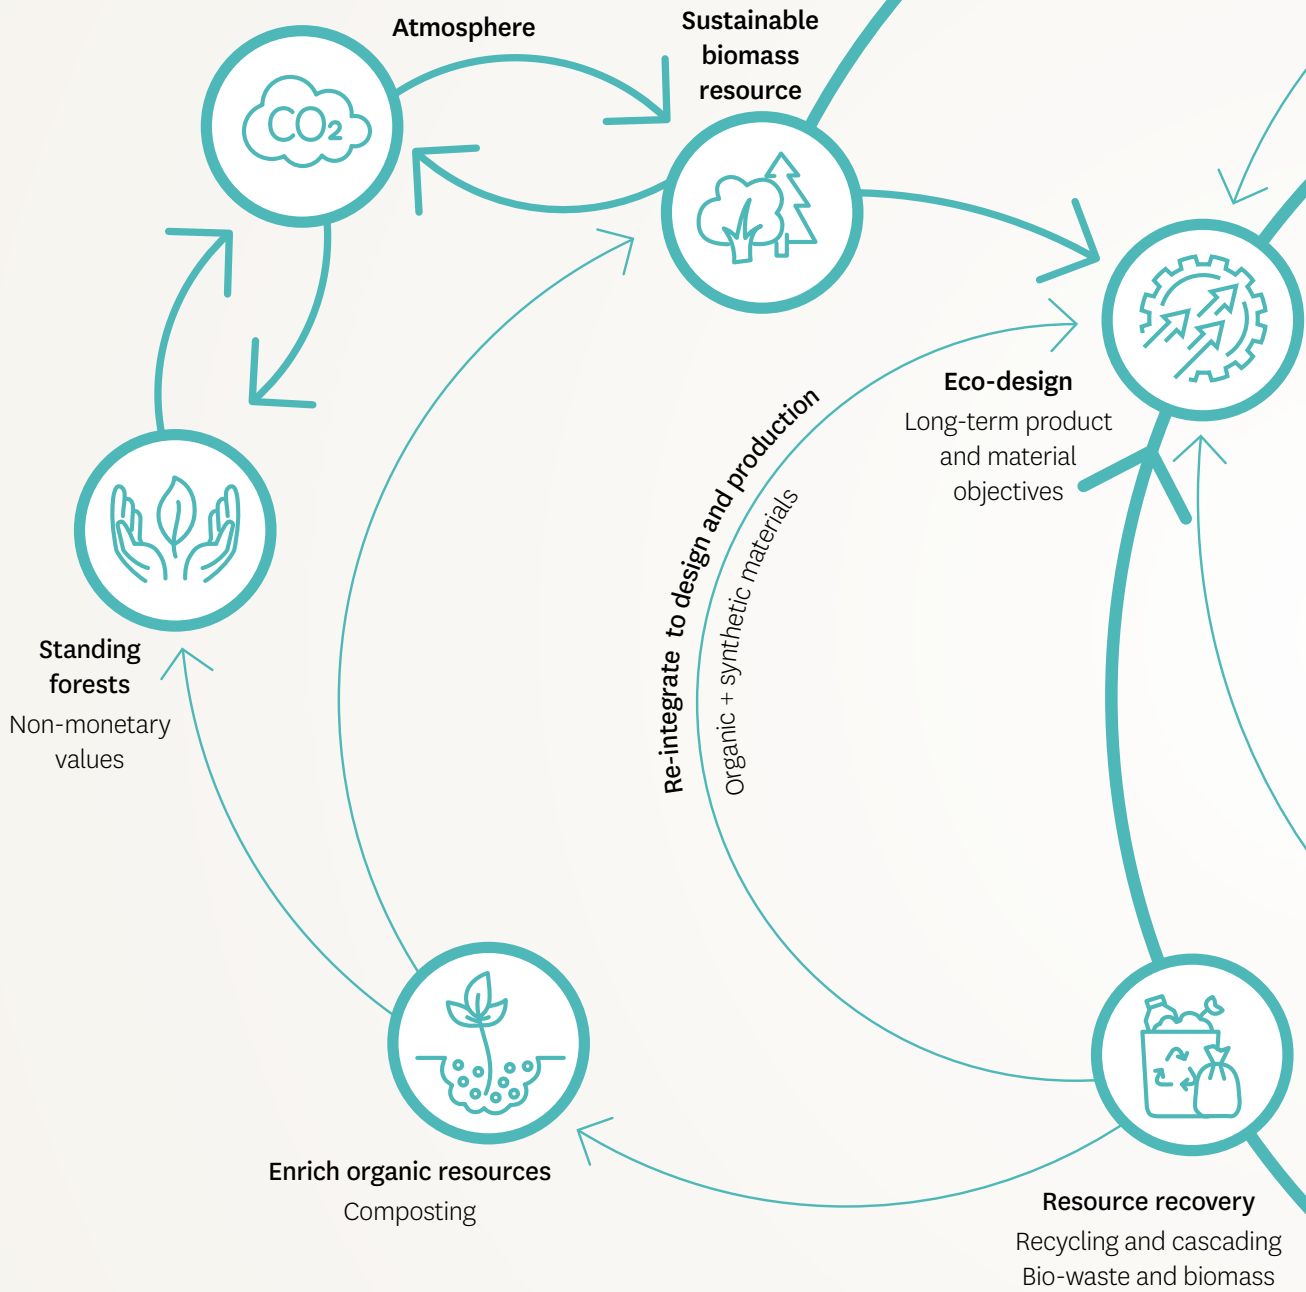 Atmosphere
Sustainable
biomass
resource
CO2
Eco-design
Long-term product
and material
objectives
Re-integrate to design and production
Organic + synthetic materials
Standing
forests
Non-monetary
values
Enrich organic resources
Composting
Resource recovery
Recycling and cascading
Bio-waste and biomass